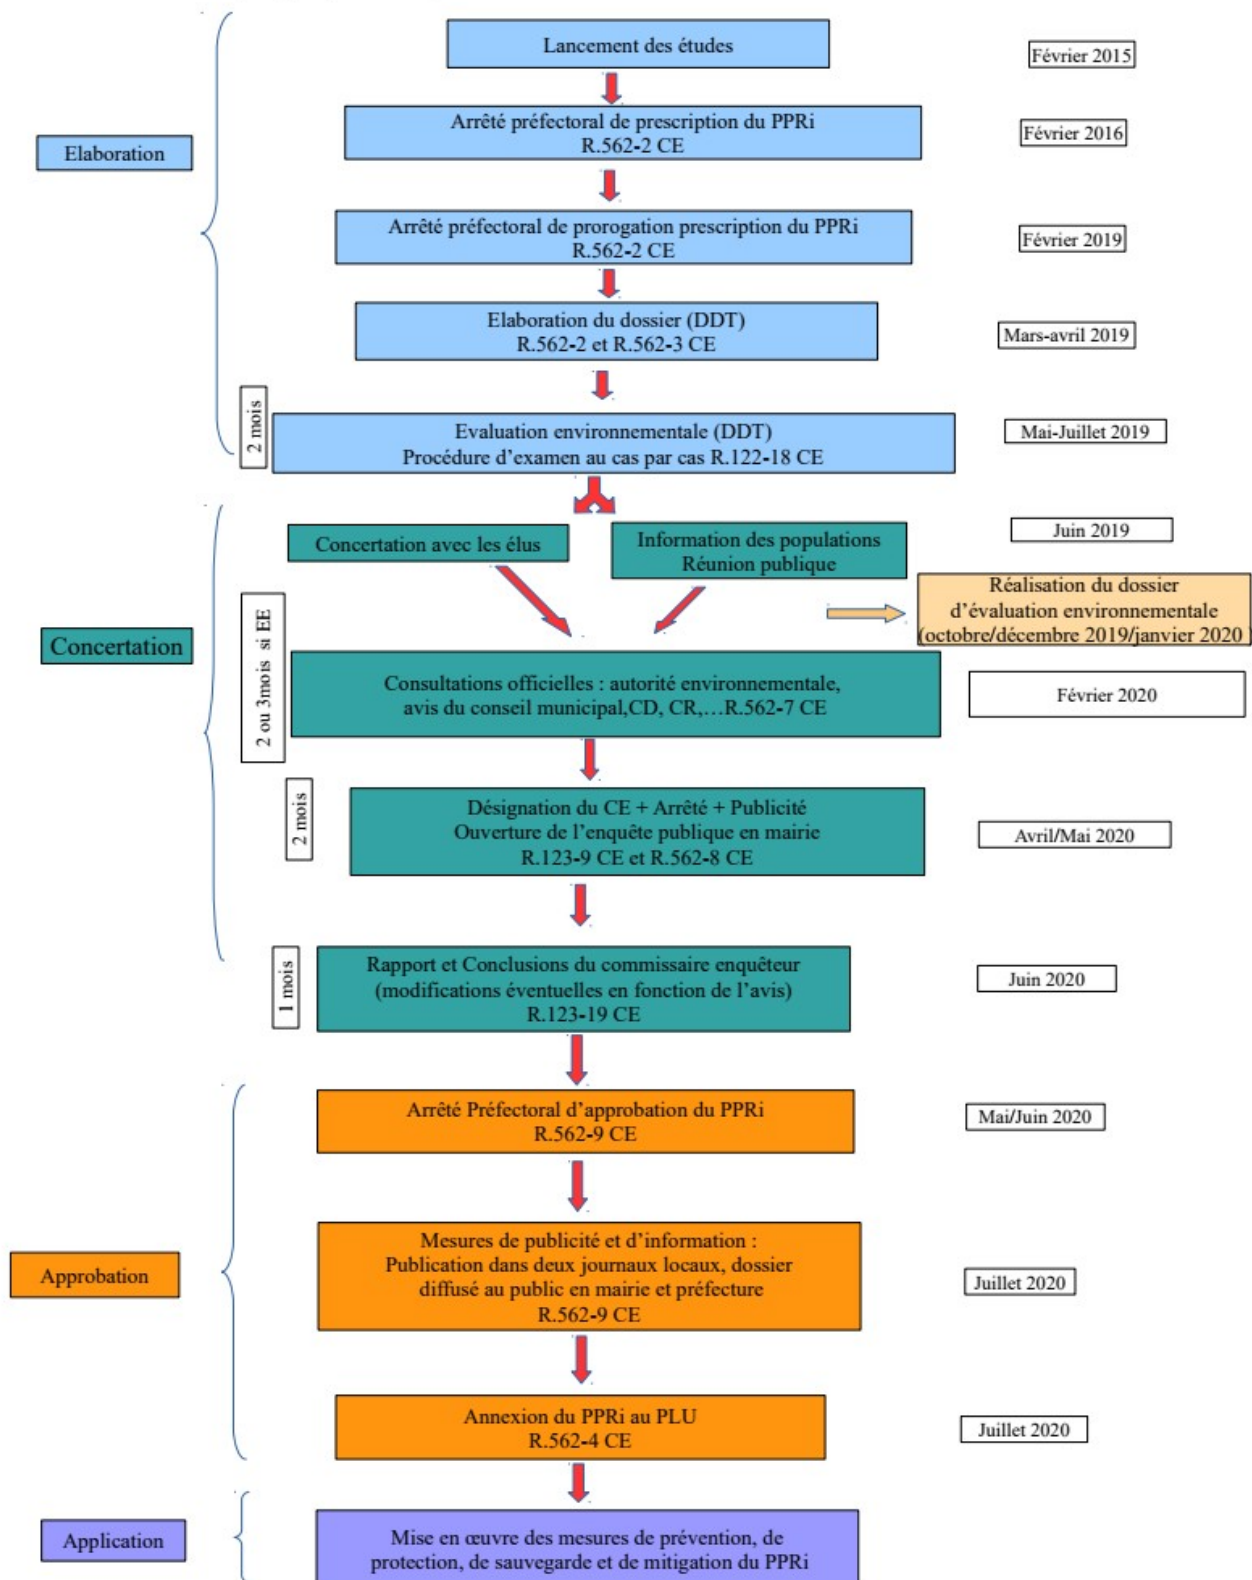 Lancement des études
Février 2015
Elaboration
Arrêté préfectoral de prescription du PPRi
R.562-2 CE
Février 2016
Arrêté préfectoral de prorogation prescription du PPRi
R.562-2 CE
Février 2019
Elaboration du dossier (DDT)
R.562-2 et R.562-3 CE
Mars-avril 2019
2 mois
Evaluation environnementale (DDT)
Procédure d'examen au cas par cas R.122-18 CE
Mai-Juillet 2019
Concertation avec les élus
Information des populations
Réunion publique
Juin 2019
Réalisation du dossier
d'évaluation environnementale
(octobre/décembre 2019/janvier 2020 )
Concertation
2 ou 3mois si EE
Consultations officielles : autorité environnementale,
avis du conseil municipal,CD, CR,…R.562-7 CE
Février 2020
2 mois
Désignation du CE + Arrêté + Publicité
Ouverture de l'enquête publique en mairie
R.123-9 CE et R.562-8 CE
Avril/Mai 2020
1 mois
Rapport et Conclusions du commissaire enquêteur
(modifications éventuelles en fonction de l'avis)
R.123-19 CE
Juin 2020
Arrêté Préfectoral d'approbation du PPRi
R.562-9 CE
Mai/Juin 2020
Approbation
Mesures de publicité et d'information :
Publication dans deux journaux locaux, dossier
diffusé au public en mairie et préfecture
R.562-9 CE
Juillet 2020
Annexion du PPRi au PLU
R.562-4 CE
Juillet 2020
Application
Mise en œuvre des mesures de prévention, de
protection, de sauvegarde et de mitigation du PPRi